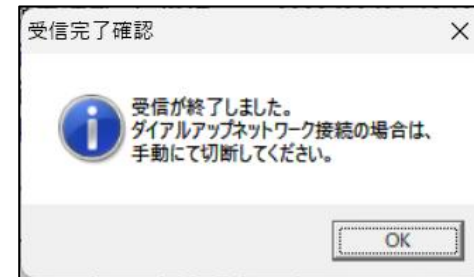 受信完了確認
受信が終了しました。
ダイアルアップネットワーク接続の場合は、
手動にて切断してください。
OK